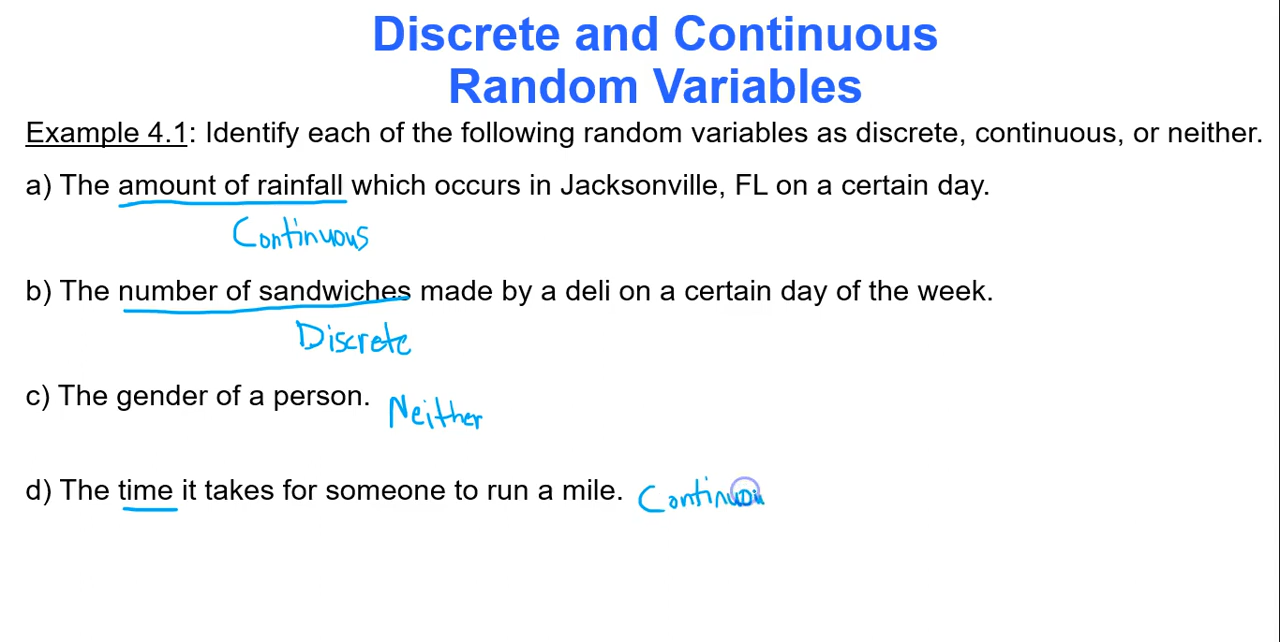 Discrete and Continuous
Random Variables
Example 4.1: Identify each of the following random variables as discrete, continuous, or neither.
a) The amount of rainfall which occurs in Jacksonville, FL on a certain day.
Continuous
b) The number of sandwiches made by a deli on a certain day of the week.
Discrete
c) The gender of a person. Neither
d) The time it takes for someone to run a mile. Continuou